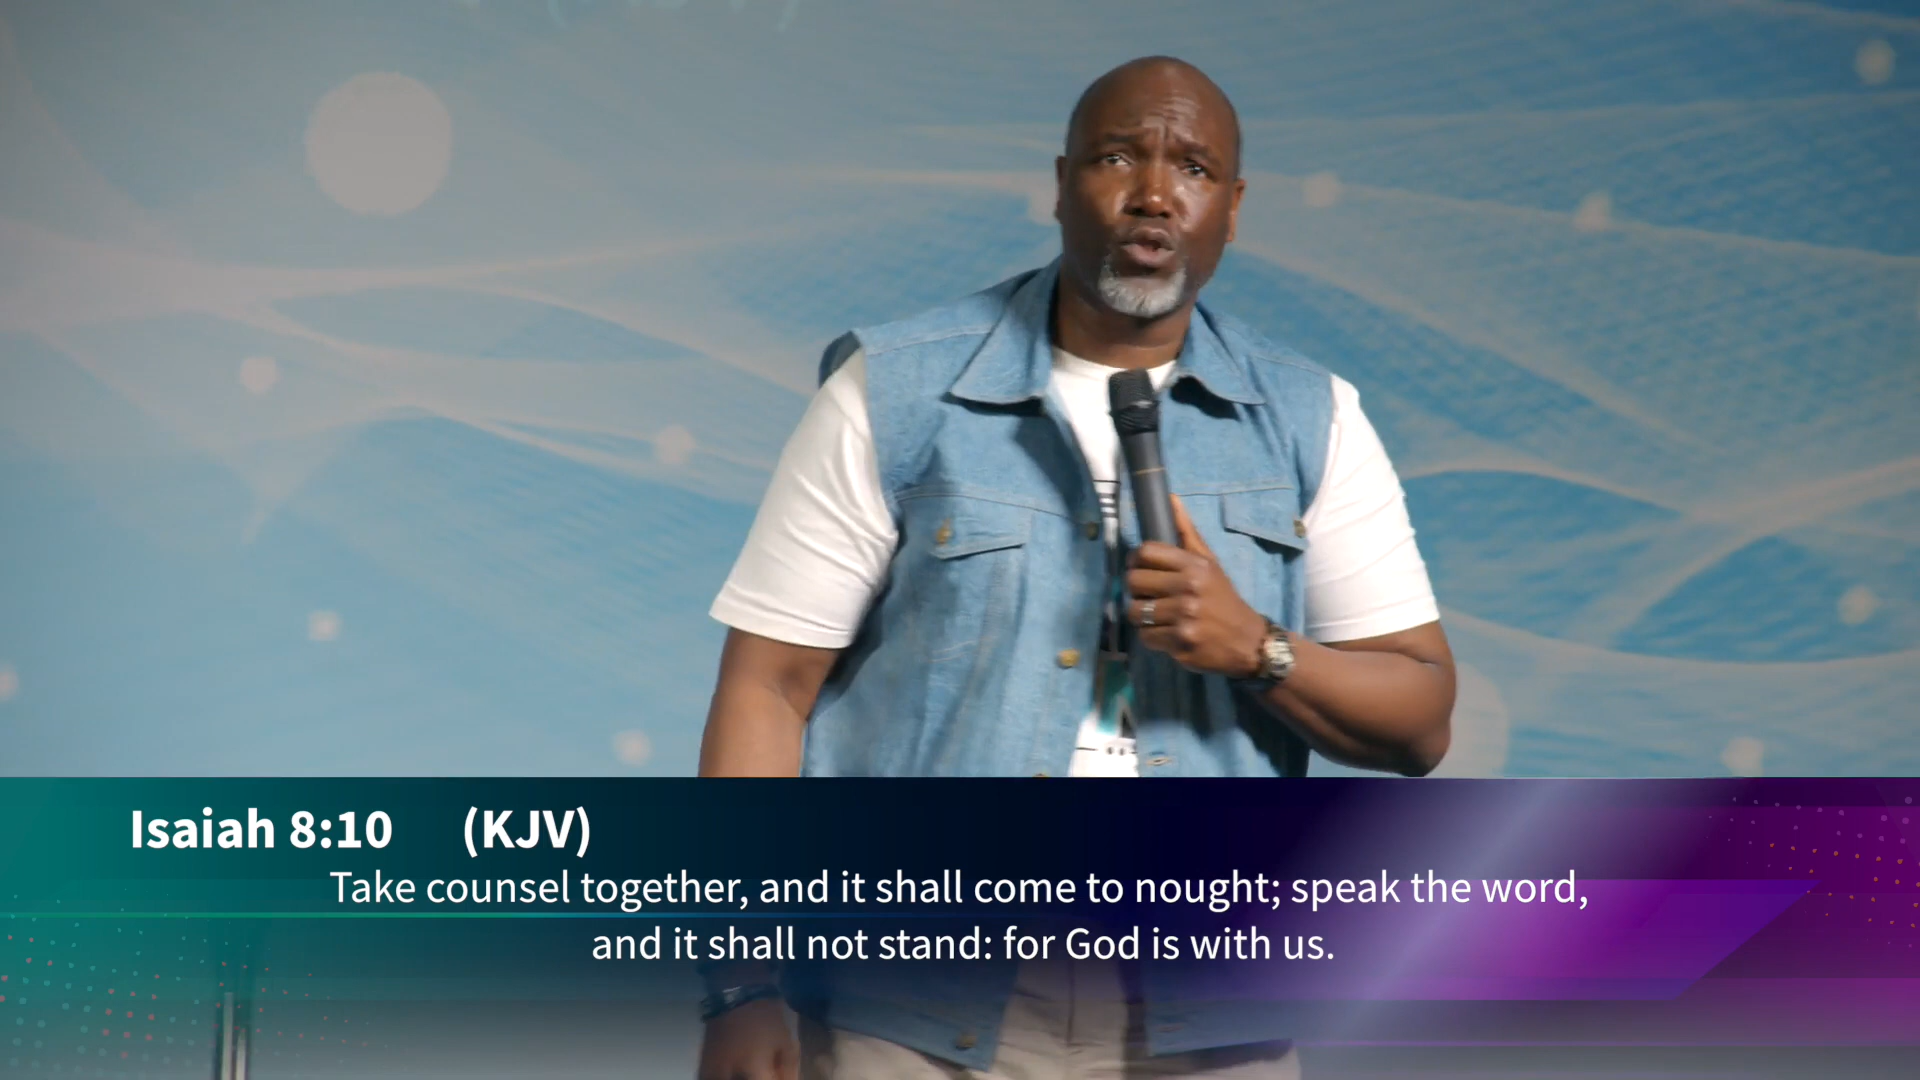 Isaiah 8:10 (KJV)
Take counsel together, and it shall come to nought; speak the word,
and it shall not stand: for God is with us.